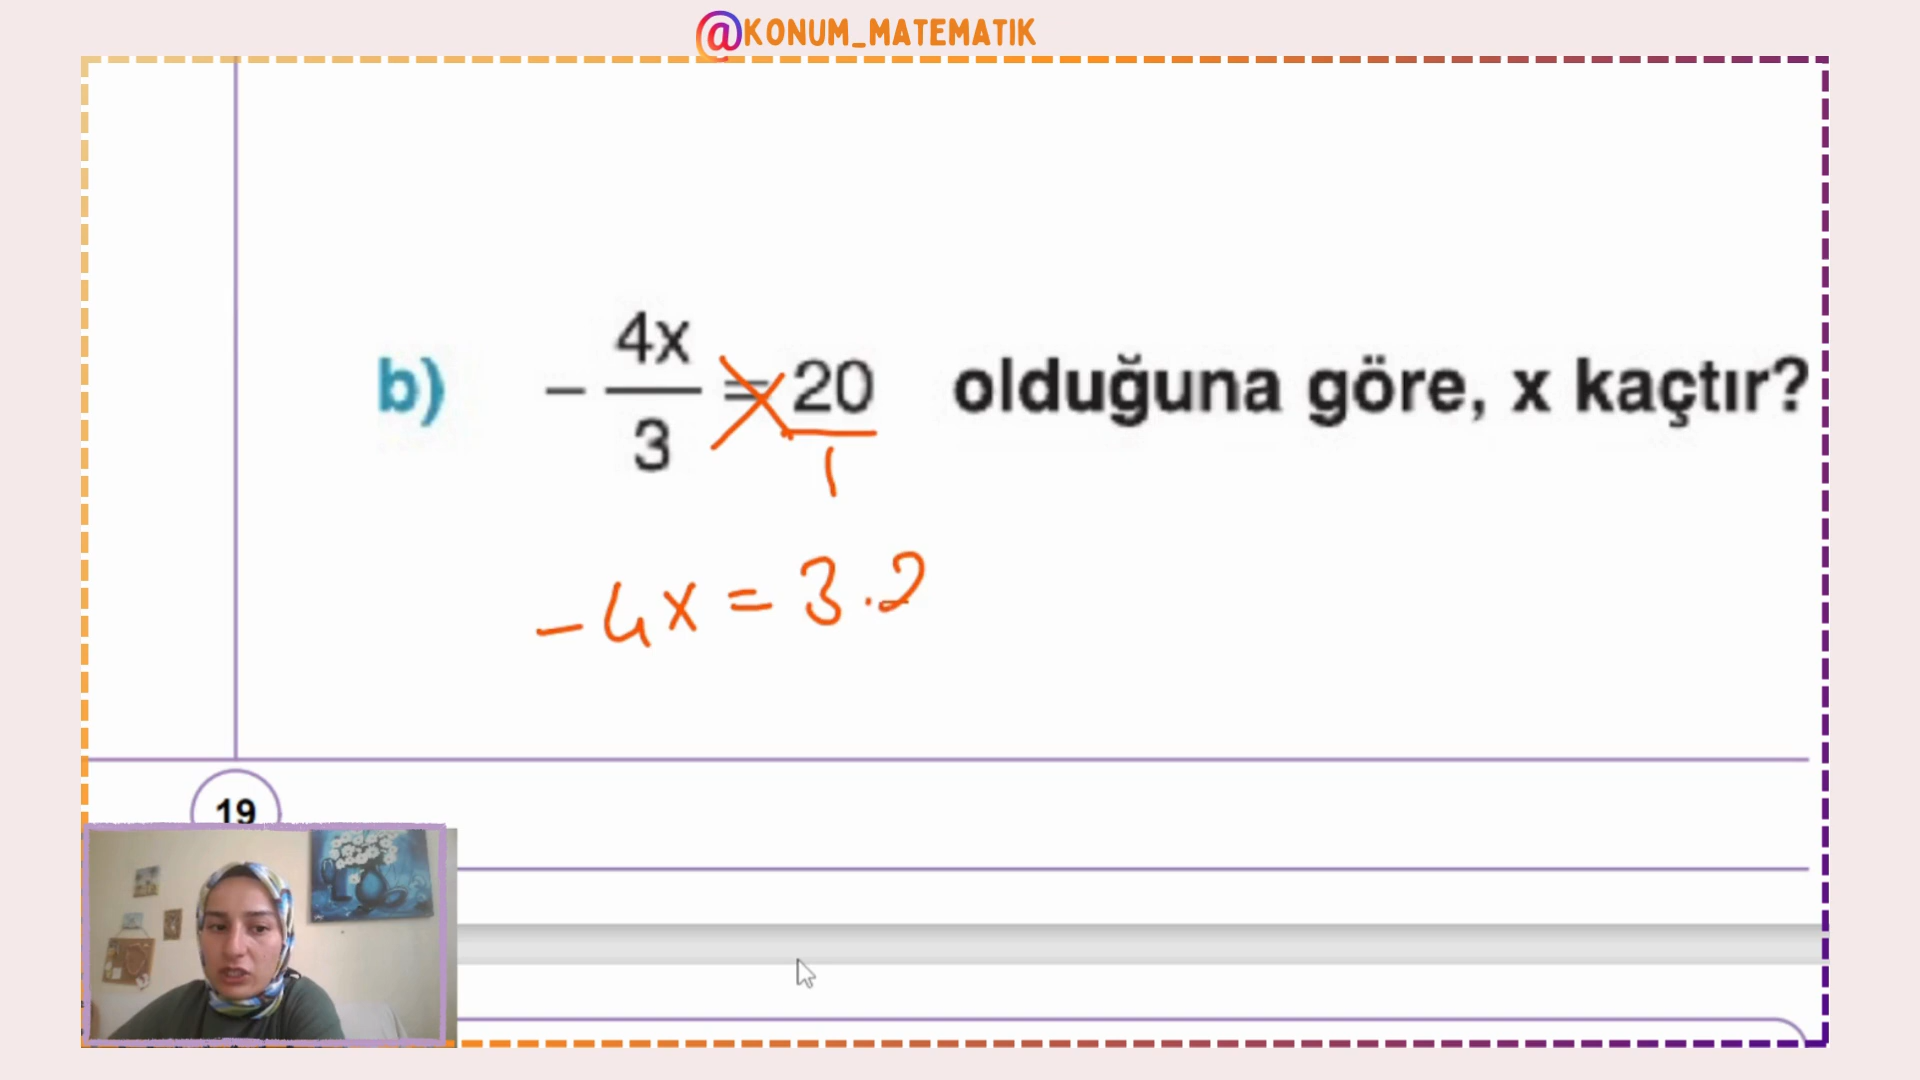 @KONUM_MATEMATIK
b) - 4x/3 = 20 olduğuna göre, x kaçtır?
1
-4x = 3.2
19